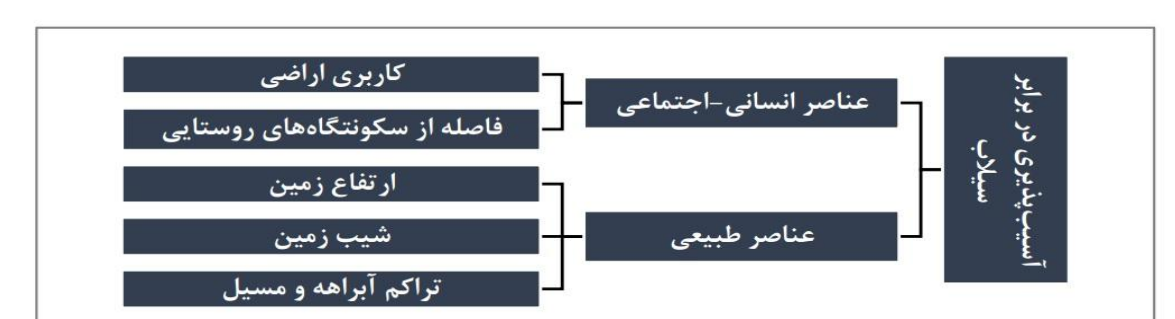 آسیب‌پذیری در برابر
سیلاب
عناصر انسانی-اجتماعی
کاربری اراضی
فاصله از سکونتگاه‌های روستایی
عناصر طبیعی
ارتفاع زمین
شیب زمین
تراکم آبراهه و مسیل